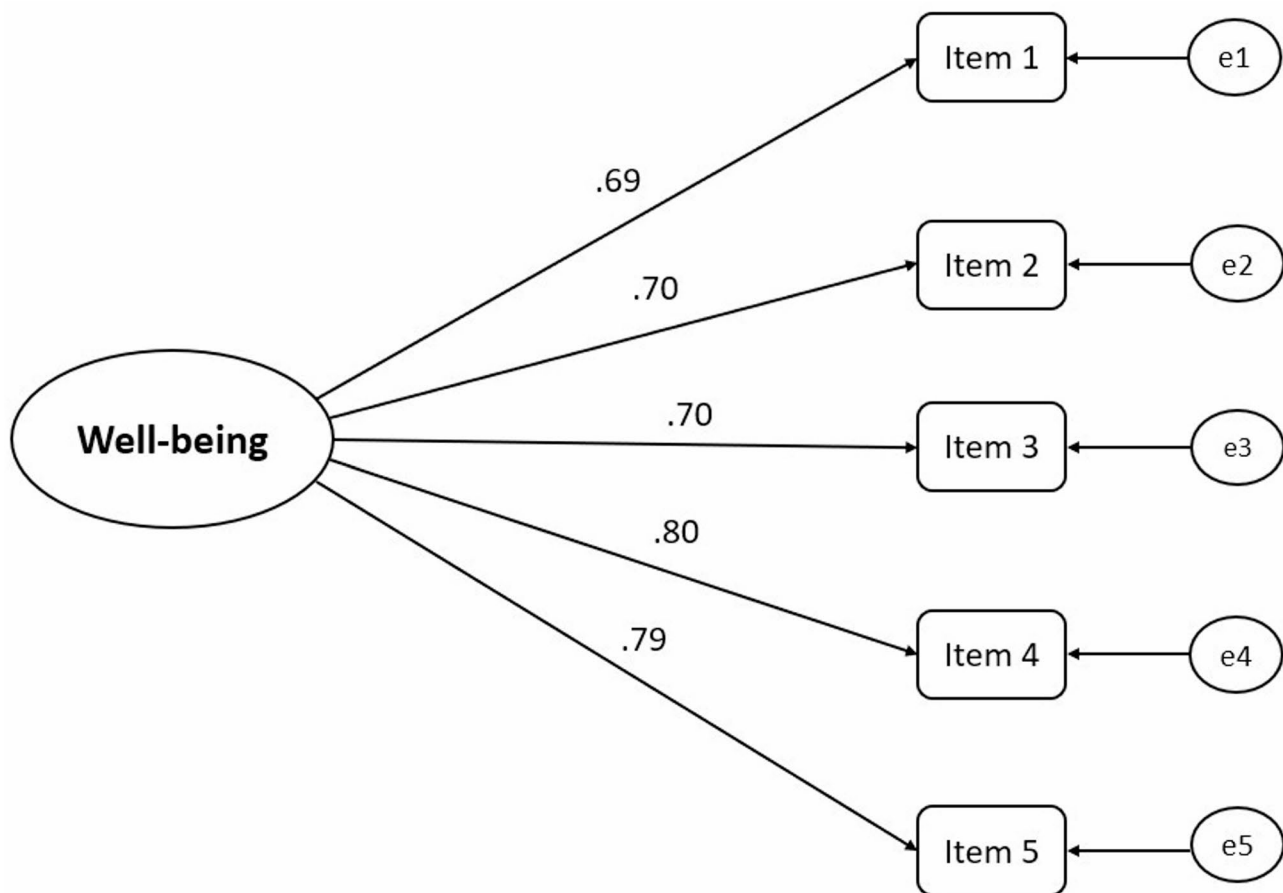 Item 1
e1
.69
Item 2
e2
.70
Well-being
.70
Item 3
e3
.80
Item 4
e4
.79
Item 5
e5